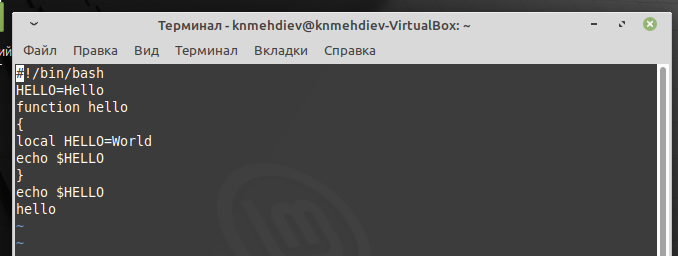 Терминал - knmehdiev@knmehdiev-VirtualBox: ~
Файл Правка Вид Терминал Вкладки Справка
#!/bin/bash
HELLO=Hello
function hello
{
local HELLO=World
echo $HELLO
}
echo $HELLO
hello
~
~